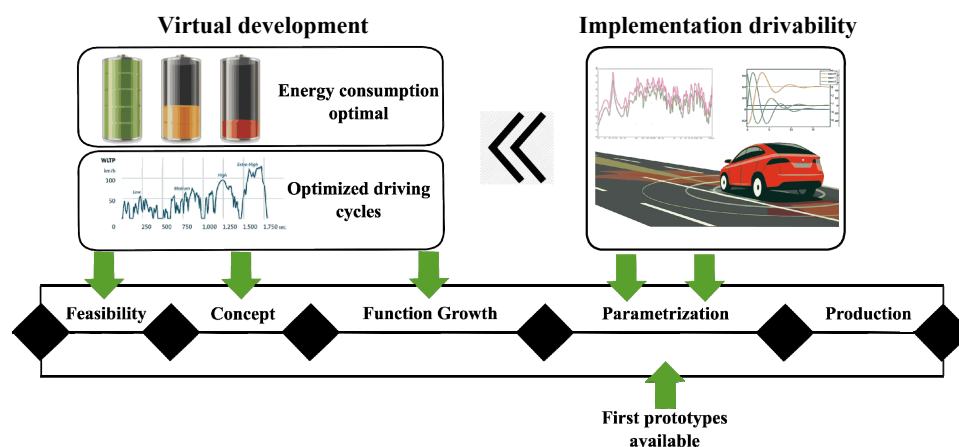 Virtual development
Implementation drivability
Energy consumption
optimal
WLTP
km/h
100
50
Low
Medium
High
Extra-High
250
500
750
1.000
1.250
1.500
1.750 SEC.
Optimized driving
cycles
Feasibility
Concept
Function Growth
Parametrization
Production
First prototypes
available